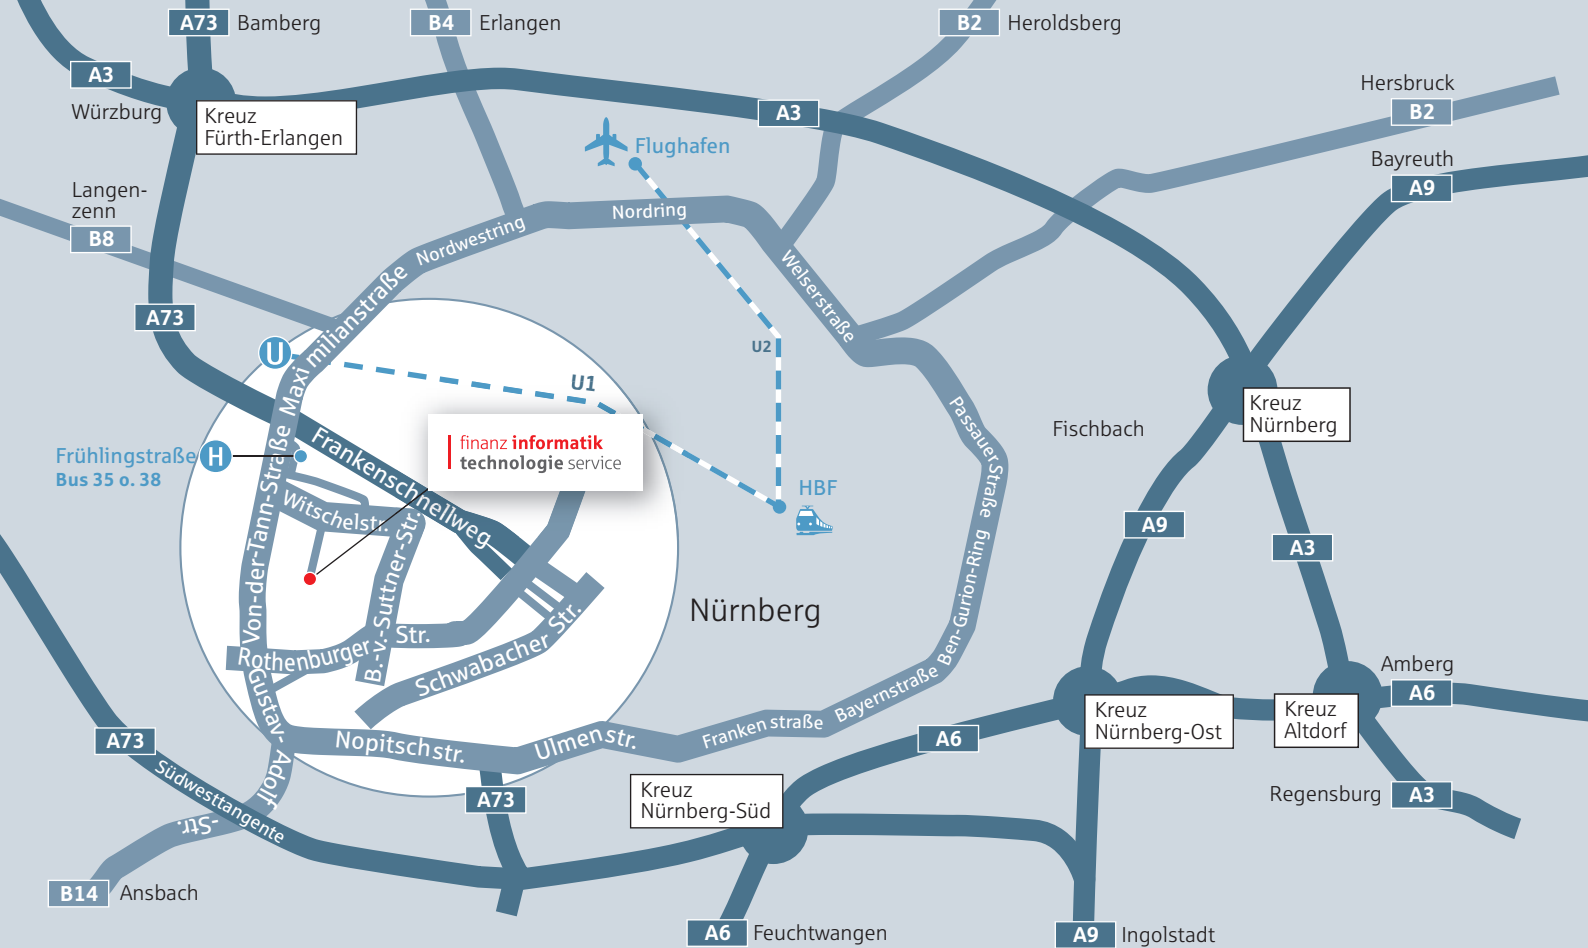 A73 Bamberg
B4 Erlangen
B2 Heroldsberg
A3
Würzburg
Kreuz
Fürth-Erlangen
A3
Hersbruck
B2
Bayreuth
A9
Flughafen
Langen-
zenn
B8
Nordwestring
Nordring
Welserstraße
A73
U
Maximilianstraße
U1
U2
Kreuz
Nürnberg
Fischbach
Passauer Straße
Frühlingstraße
Bus 35 o. 38
H
Frankenschnellweg
finanz informatik
technologie service
HBF
Witschelstr.
Von-der-Tann-Straße
B.-v.-Suttner-Str.
Rothenburger Str.
Schwabacher Str.
Nürnberg
Ben-Gurion-Ring
A9
A3
Gustav-Adolf-Str.
Nopitschstr.
Ulmenstr.
Frankenstraße
Bayernstraße
A73
Südwesttangente
A73
Kreuz
Nürnberg-Süd
A6
Kreuz
Nürnberg-Ost
Kreuz
Altdorf
Amberg
A6
Regensburg A3
B14 Ansbach
A6 Feuchtwangen
A9 Ingolstadt